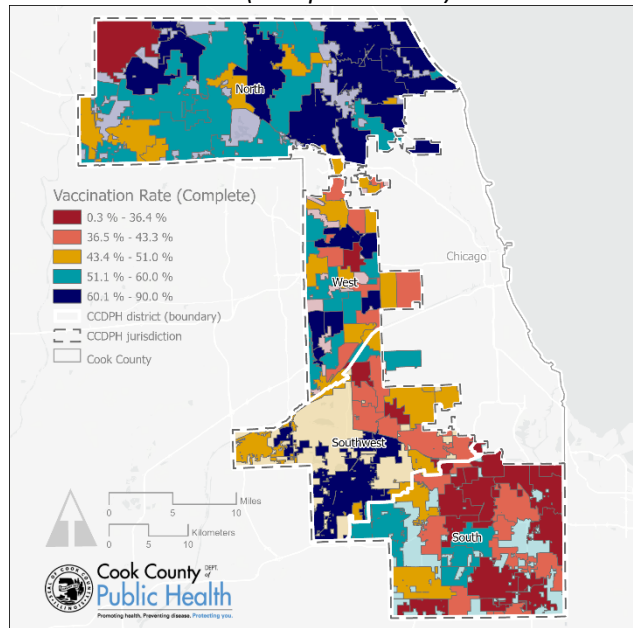 North
Vaccination Rate (Complete)
0.3 % - 36.4 %
36.5 % - 43.3 %
43.4 % - 51.0 %
51.1 % - 60.0 %
60.1 % - 90.0 %
CCDPH district (boundary)
CCDPH jurisdiction
Cook County
Chicago
West
Southwest
South
0 5 10
Miles
Kilometers
0 5 10
Cook County DEPT. of
Public Health
Promoting health. Preventing disease. Protecting you.